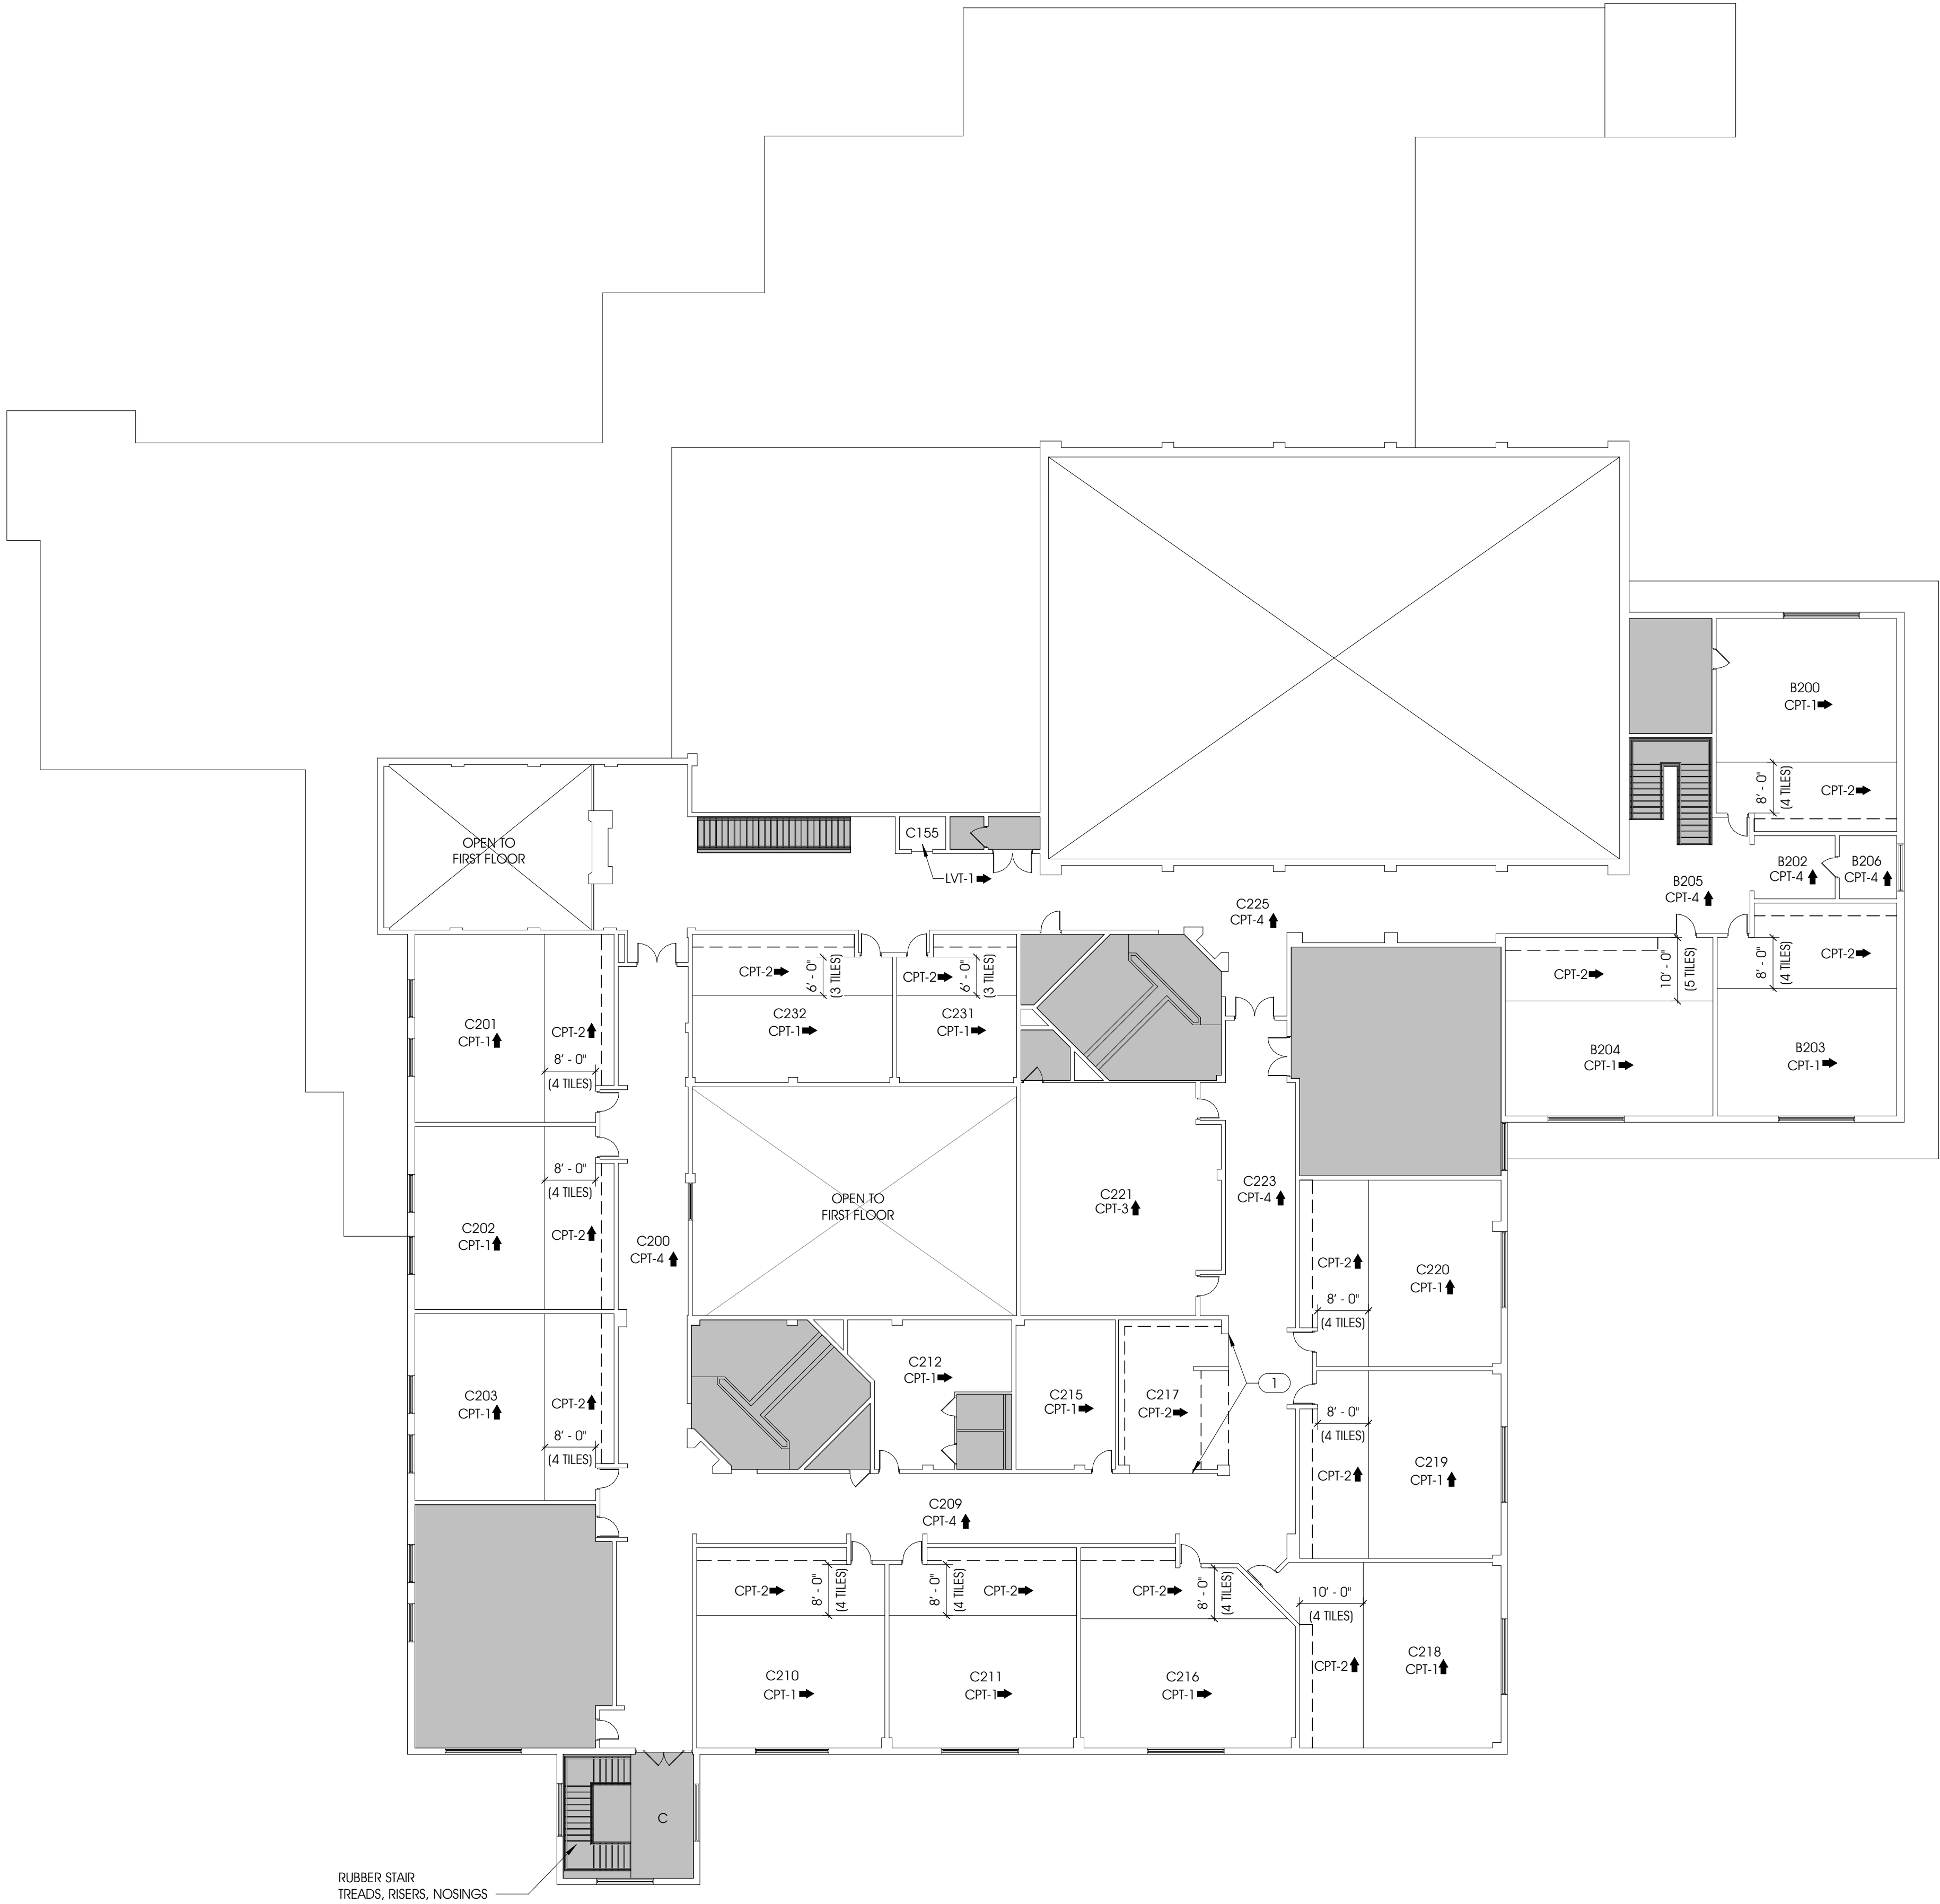 B200
CPT-1
8' - 0"
(4 TILES)
CPT-2
OPEN TO
FIRST FLOOR
C155
LVT-1
B202
CPT-4
B206
CPT-4
B205
CPT-4
C225
CPT-4
CPT-2
6' - 0"
(3 TILES)
C232
CPT-1
CPT-2
6' - 0"
(3 TILES)
C231
CPT-1
CPT-2
10' - 0"
(5 TILES)
B204
CPT-1
CPT-2
8' - 0"
(4 TILES)
B203
CPT-1
C201
CPT-1
CPT-2
8' - 0"
(4 TILES)
8' - 0"
(4 TILES)
C202
CPT-1
CPT-2
C200
CPT-4
OPEN TO
FIRST FLOOR
C221
CPT-3
C223
CPT-4
CPT-2
8' - 0"
(4 TILES)
C220
CPT-1
C203
CPT-1
CPT-2
8' - 0"
(4 TILES)
C212
CPT-1
C215
CPT-1
C217
CPT-2
1
8' - 0"
(4 TILES)
CPT-2
C219
CPT-1
C209
CPT-4
CPT-2
8' - 0"
(4 TILES)
C210
CPT-1
8' - 0"
(4 TILES)
CPT-2
C211
CPT-1
CPT-2
8' - 0"
(4 TILES)
C216
CPT-1
10' - 0"
(4 TILES)
CPT-2
C218
CPT-1
C
RUBBER STAIR
TREADS, RISERS, NOSINGS